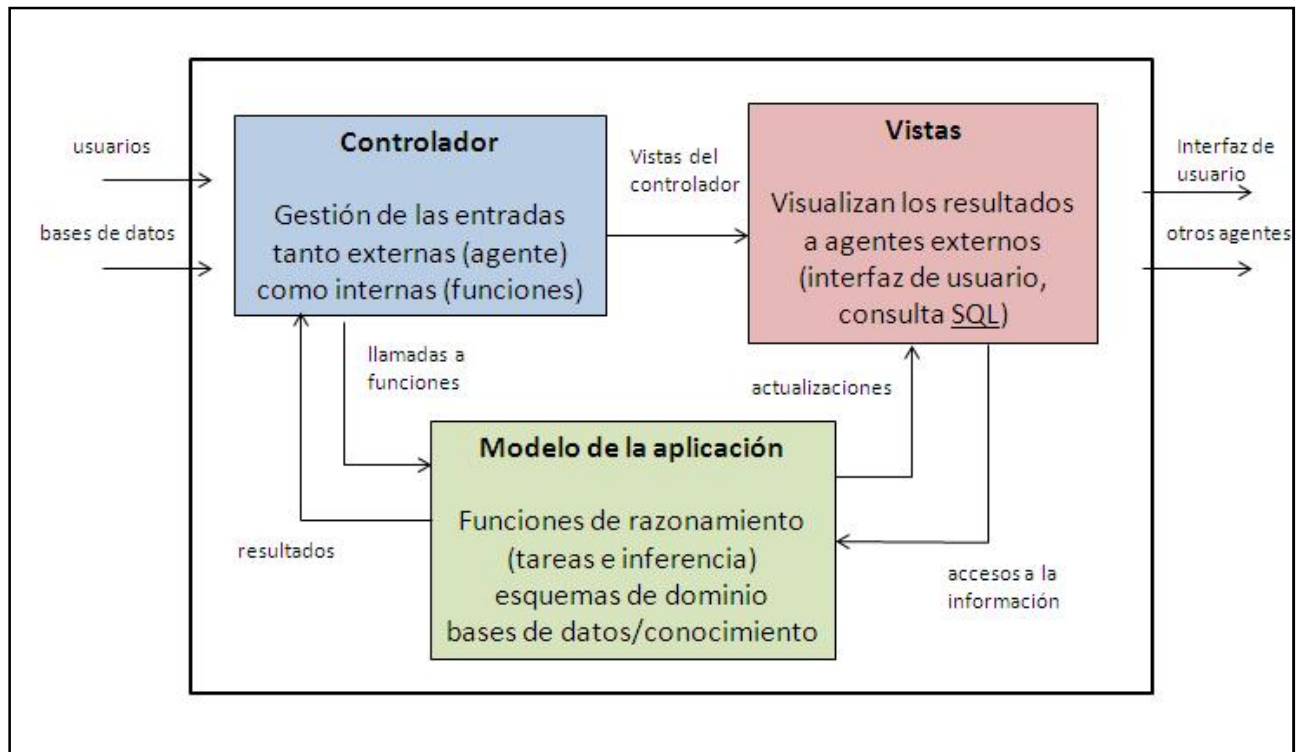 usuarios
bases de datos
Controlador
Gestión de las entradas
tanto externas (agente)
como internas (funciones)
Vistas del
controlador
Vistas
Visualizan los resultados
a agentes externos
(interfaz de usuario,
consulta SQL)
Interfaz de
usuario
otros agentes
llamadas a
funciones
actualizaciones
Modelo de la aplicación
Funciones de razonamiento
(tareas e inferencia)
esquemas de dominio
bases de datos/conocimiento
resultados
accesos a la
información